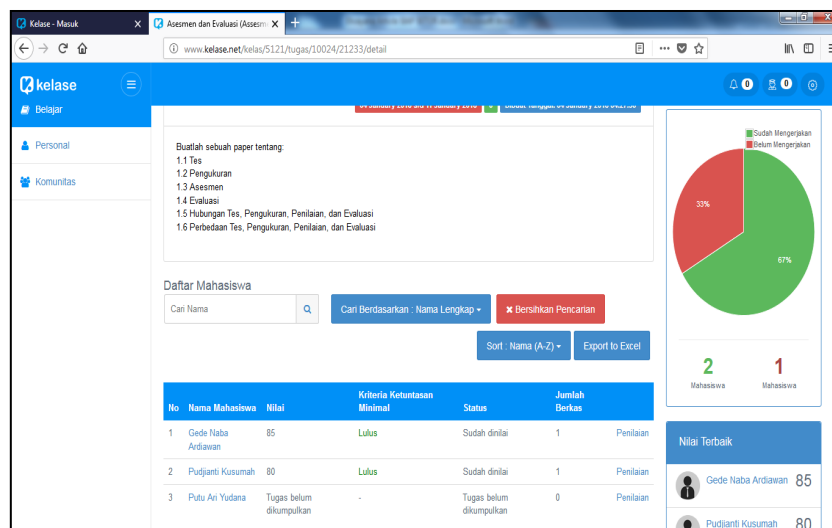 Kelase - Masuk
Asesmen dan Evaluasi (Assesm
www.kelase.net/kelas/5121/tugas/10024/21233/detail
kelase
0
0
Belajar
Personal
Komunitas
Buatlah sebuah paper tentang:
1.1 Tes
1.2 Pengukuran
1.3 Asesmen
1.4 Evaluasi
1.5 Hubungan Tes, Pengukuran, Penilaian, dan Evaluasi
1.6 Perbedaan Tes, Pengukuran, Penilaian, dan Evaluasi
Sudah Mengerjakan
Belum Mengerjakan
33%
67%
2
Mahasiswa
1
Mahasiswa
Daftar Mahasiswa
Cari Nama
Cari Berdasarkan : Nama Lengkap
Bersihkan Pencarian
Sort : Nama (A-Z)
Export to Excel
No Nama Mahasiswa Nilai Kriteria Ketuntasan Minimal Status Jumlah Berkas
1 Gede Naba Ardiawan 85 Lulus Sudah dinilai 1 Penilaian
2 Pudjianti Kusumah 80 Lulus Sudah dinilai 1 Penilaian
3 Putu Ari Yudana Tugas belum dikumpulkan - Tugas belum dikumpulkan 0 Penilaian
Nilai Terbaik
Gede Naba Ardiawan 85
Pudjianti Kusumah 80